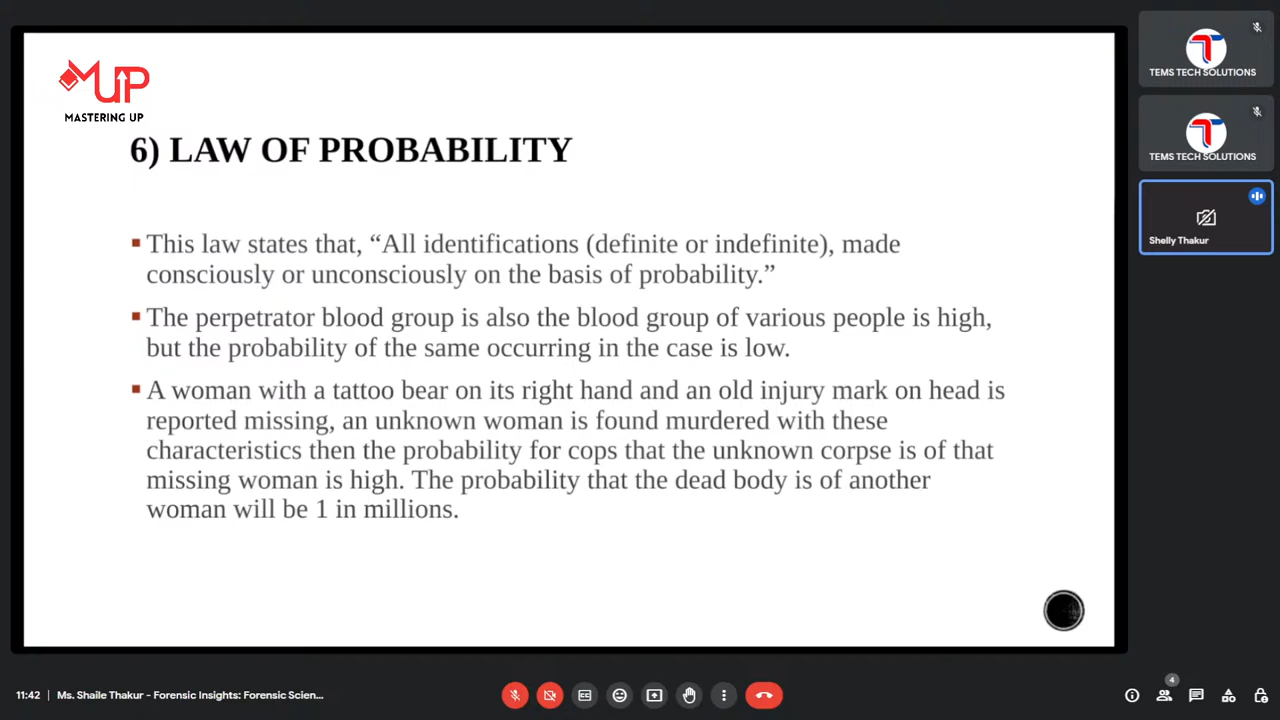 MUP
MASTERING UP
6) LAW OF PROBABILITY
This law states that, “All identifications (definite or indefinite), made
consciously or unconsciously on the basis of probability.”
The perpetrator blood group is also the blood group of various people is high,
but the probability of the same occurring in the case is low.
A woman with a tattoo bear on its right hand and an old injury mark on head is
reported missing, an unknown woman is found murdered with these
characteristics then the probability for cops that the unknown corpse is of that
missing woman is high. The probability that the dead body is of another
woman will be 1 in millions.
TEMS TECH SOLUTIONS
TEMS TECH SOLUTIONS
Shelly Thakur
11:42 | Ms. Shaile Thakur - Forensic Insights: Forensic Scien...
4